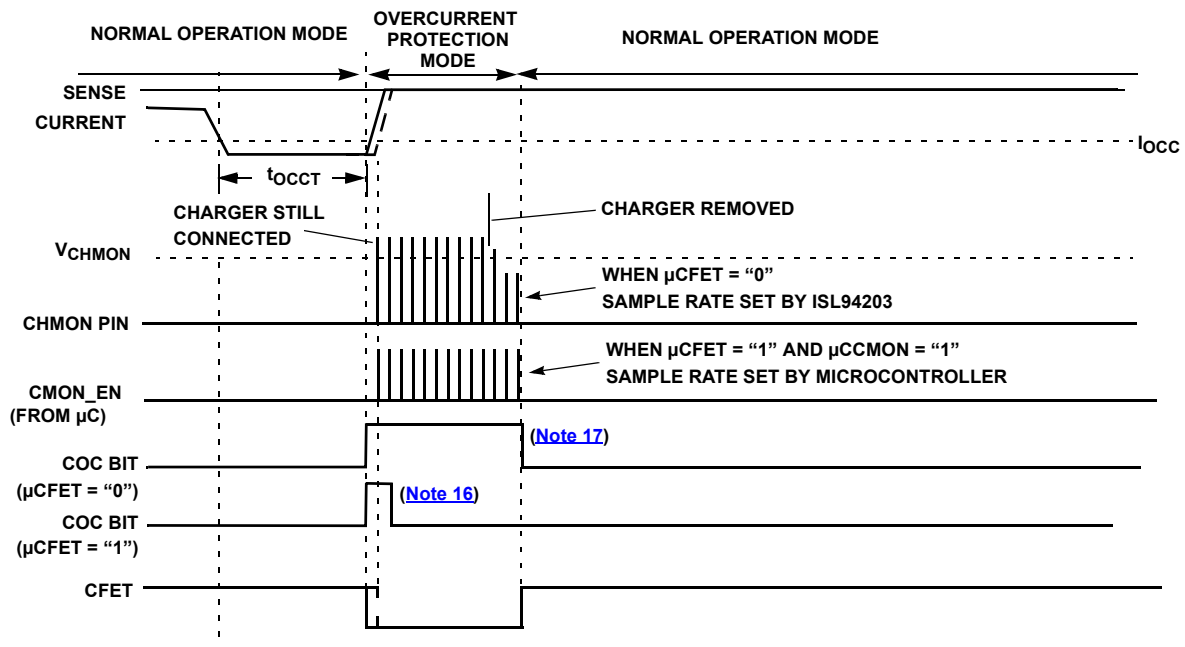 NORMAL OPERATION MODE
OVERCURRENT
PROTECTION
MODE
NORMAL OPERATION MODE
SENSE
CURRENT
IOCC
tOCCT
CHARGER STILL
CONNECTED
CHARGER REMOVED
VCHMON
WHEN µCFET = “0”
SAMPLE RATE SET BY ISL94203
CHMON PIN
WHEN µCFET = “1” AND µCCMON = “1”
SAMPLE RATE SET BY MICROCONTROLLER
CMON_EN
(FROM µC)
(Note 17)
COC BIT
(µCFET = “0”)
(Note 16)
COC BIT
(µCFET = “1”)
CFET